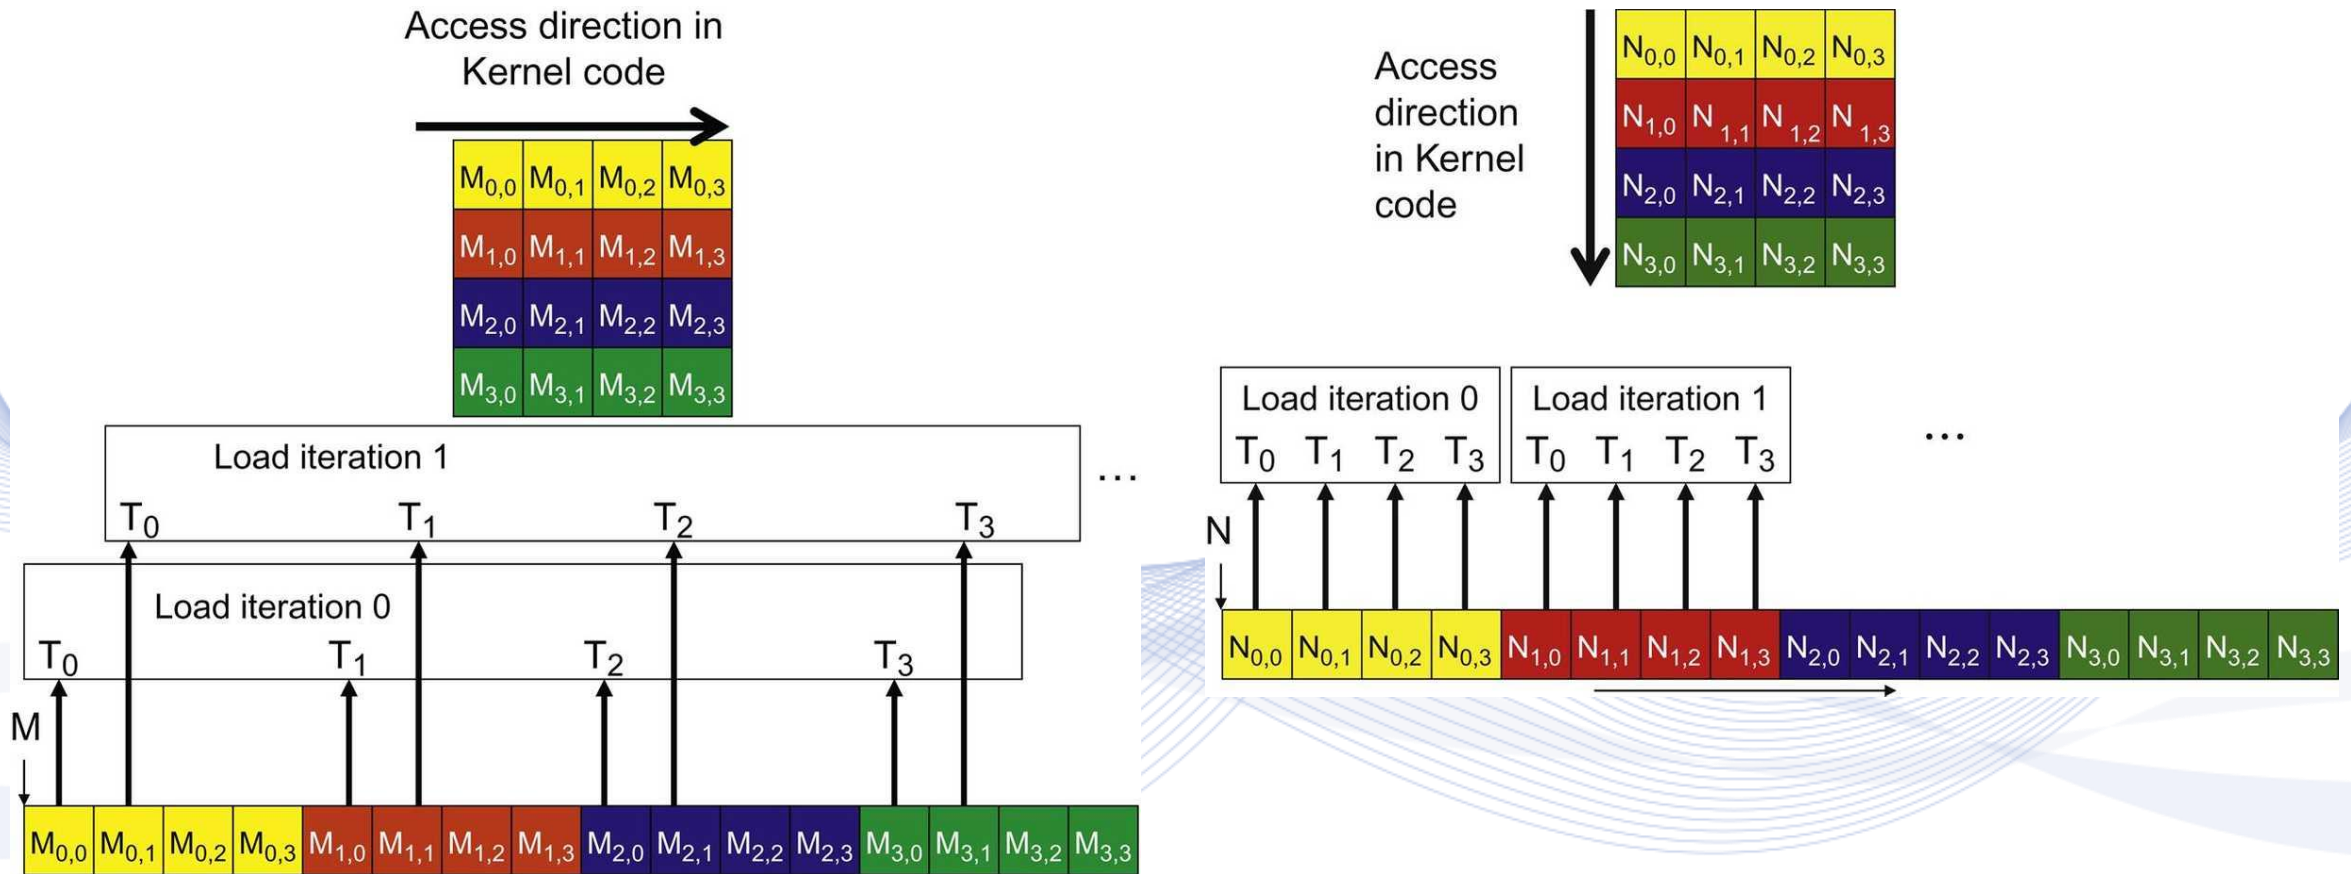 Access direction in
Kernel code
M0,0 M0,1 M0,2 M0,3
M1,0 M1,1 M1,2 M1,3
M2,0 M2,1 M2,2 M2,3
M3,0 M3,1 M3,2 M3,3
Load iteration 1
T0 T1 T2 T3
...
Load iteration 0
T0 T1 T2 T3
M
M0,0 M0,1 M0,2 M0,3 M1,0 M1,1 M1,2 M1,3 M2,0 M2,1 M2,2 M2,3 M3,0 M3,1 M3,2 M3,3
Access
direction
in Kernel
code
N0,0 N0,1 N0,2 N0,3
N1,0 N1,1 N1,2 N1,3
N2,0 N2,1 N2,2 N2,3
N3,0 N3,1 N3,2 N3,3
Load iteration 0
T0 T1 T2 T3
Load iteration 1
T0 T1 T2 T3
...
N
N0,0 N0,1 N0,2 N0,3 N1,0 N1,1 N1,2 N1,3 N2,0 N2,1 N2,2 N2,3 N3,0 N3,1 N3,2 N3,3